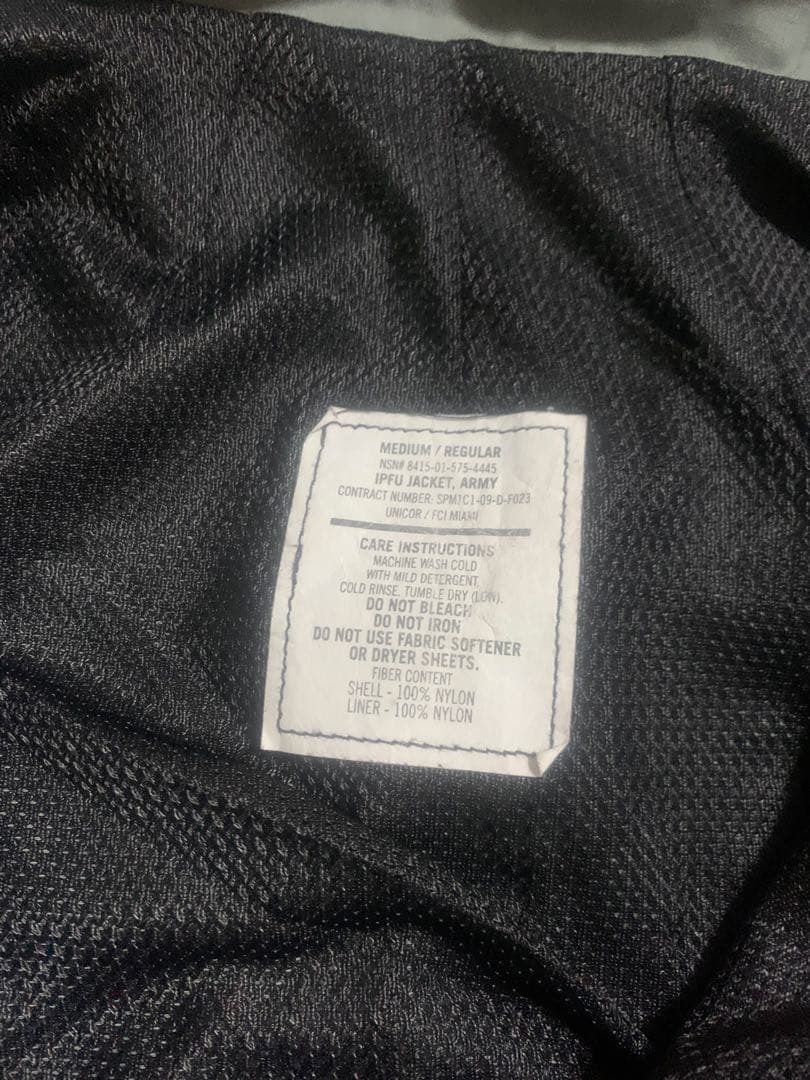 MEDIUM / REGULAR
NSN# 8415-01-575-4445
IPFU JACKET, ARMY
CONTRACT NUMBER: SPM1C1-09-D-F023
UNICOR / FCI MIAMI
CARE INSTRUCTIONS
MACHINE WASH COLD
WITH MILD DETERGENT,
COLD RINSE, TUMBLE DRY (LOW).
DO NOT BLEACH
DO NOT IRON
DO NOT USE FABRIC SOFTENER
OR DRYER SHEETS.
FIBER CONTENT
SHELL - 100% NYLON
LINER - 100% NYLON